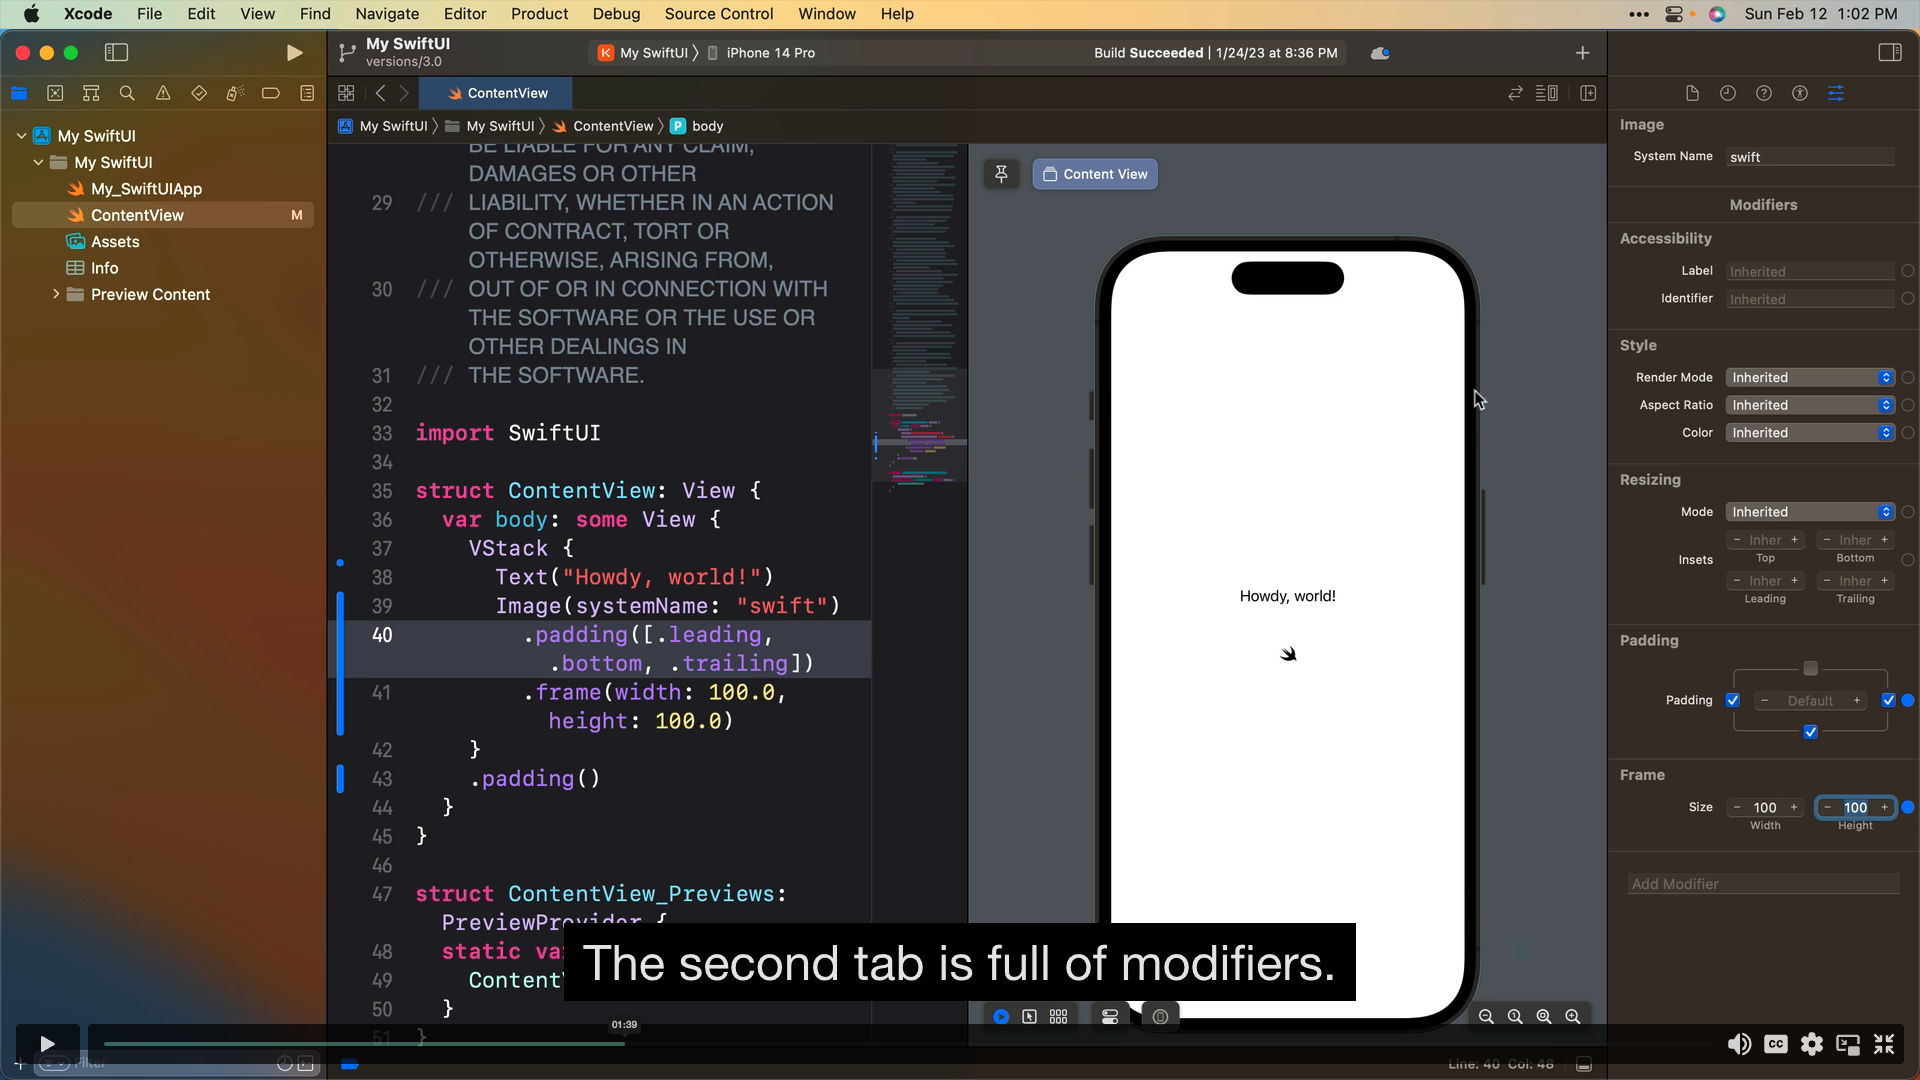 Xcode File Edit View Find Navigate Editor Product Debug Source Control Window Help Sun Feb 12 1:02 PM
My SwiftUI
versions/3.0
My SwiftUI 〉 iPhone 14 Pro
Build Succeeded | 1/24/23 at 8:36 PM
ContentView
My SwiftUI 〉 My SwiftUI 〉 ContentView 〉 P body
My SwiftUI
My SwiftUI
My_SwiftUIApp
ContentView M
Assets
Info
Preview Content
BE LIABLE FOR ANY CLAIM,
DAMAGES OR OTHER
29 /// LIABILITY, WHETHER IN AN ACTION
OF CONTRACT, TORT OR
OTHERWISE, ARISING FROM,
30 /// OUT OF OR IN CONNECTION WITH
THE SOFTWARE OR THE USE OR
OTHER DEALINGS IN
31 /// THE SOFTWARE.
32
33 import SwiftUI
34
35 struct ContentView: View {
36 var body: some View {
37 VStack {
38 Text("Howdy, world!")
39 Image(systemName: "swift")
40 .padding([.leading,
.bottom, .trailing])
41 .frame(width: 100.0,
height: 100.0)
42 }
43 .padding()
44 }
45 }
46
47 struct ContentView_Previews:
PreviewProvider {
48 static va
49 Content
50 }
51 }
Content View
Howdy, world!
Image
System Name swift
Modifiers
Accessibility
Label Inherited
Identifier Inherited
Style
Render Mode Inherited
Aspect Ratio Inherited
Color Inherited
Resizing
Mode Inherited
Insets
− Inher + − Inher +
Top Bottom
− Inher + − Inher +
Leading Trailing
Padding
Padding − Default +
Frame
Size − 100 + − 100 +
Width Height
Add Modifier
The second tab is full of modifiers.
01:39
Filter
CC
Line: 40 Col: 48